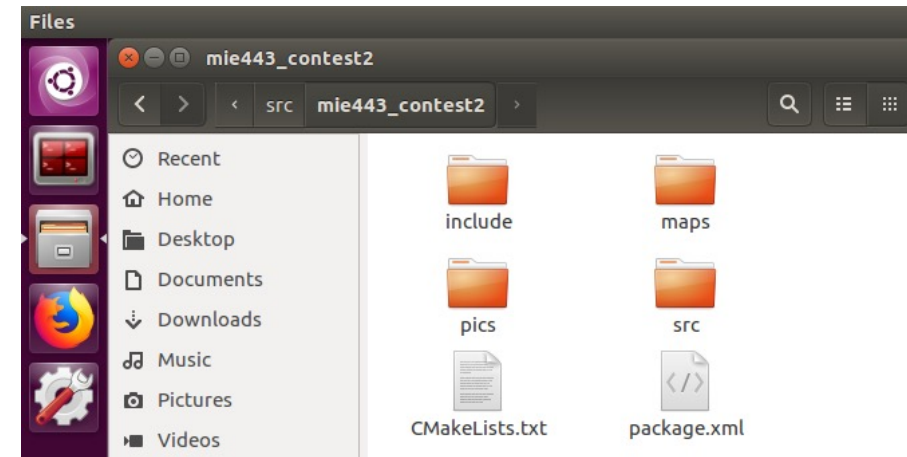 Files
mie443_contest2
src mie443_contest2
Recent
Home
Desktop
Documents
Downloads
Music
Pictures
Videos
include maps
pics src
CMakeLists.txt package.xml